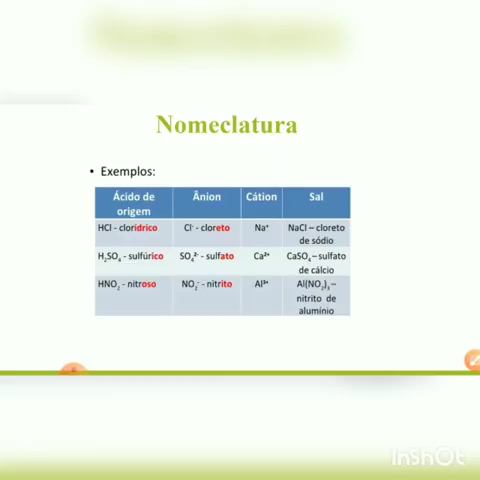 Nomeclatura
• Exemplos:
Ácido de origem Ânion Cátion Sal
HCl - clorídrico Cl⁻ - cloreto Na⁺ NaCl – cloreto de sódio
H₂SO₄ - sulfúrico SO₄²⁻ - sulfato Ca²⁺ CaSO₄ – sulfato de cálcio
HNO₂ - nitroso NO₂⁻ - nitrito Al³⁺ Al(NO₂)₃ – nitrito de alumínio
InShOt